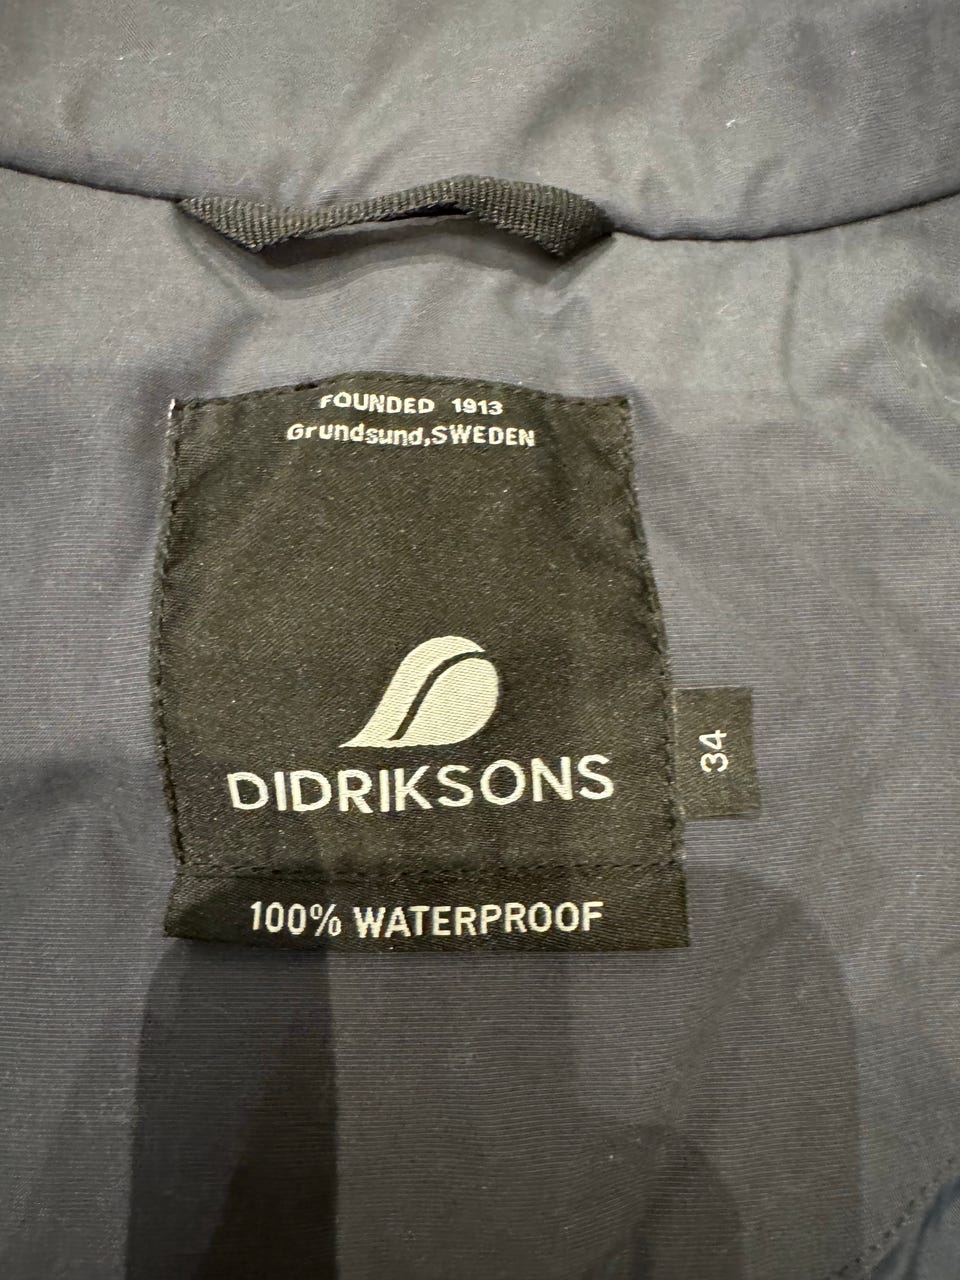 FOUNDED 1913
Grundsund,SWEDEN
DIDRIKSONS
34
100% WATERPROOF